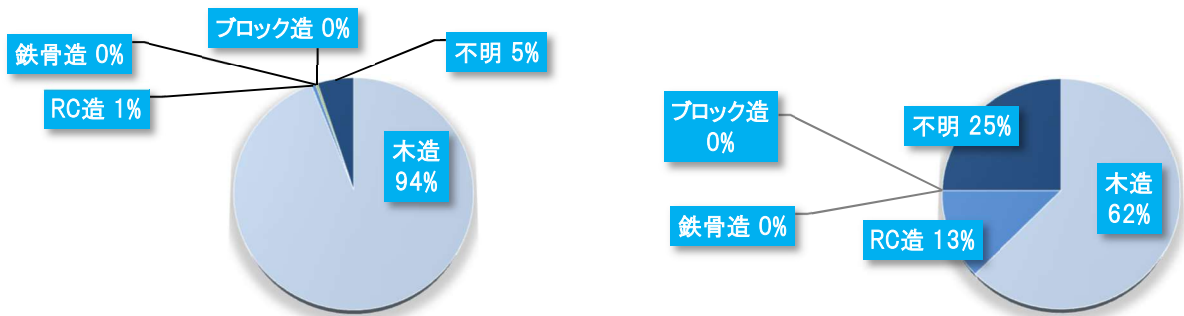 ブロック造 0%
鉄骨造 0%
不明 5%
RC造 1%
木造
94%
ブロック造
0%
不明 25%
木造
62%
鉄骨造 0%
RC造 13%